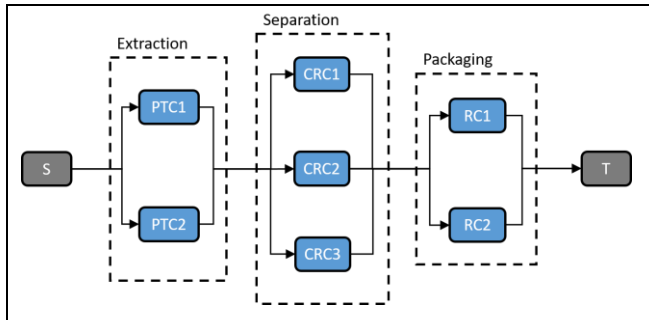 Separation
Extraction
Packaging
CRC1
PTC1
RC1
S
CRC2
T
PTC2
RC2
CRC3